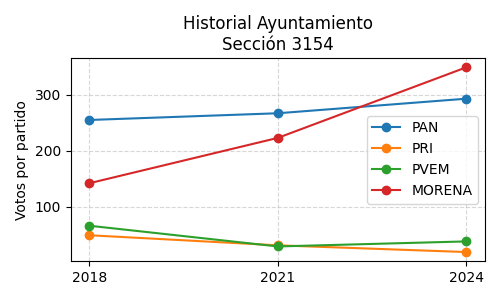 Historial Ayuntamiento
Sección 3154
Votos por partido
300
200
100
PAN
PRI
PVEM
MORENA
2018
2021
2024